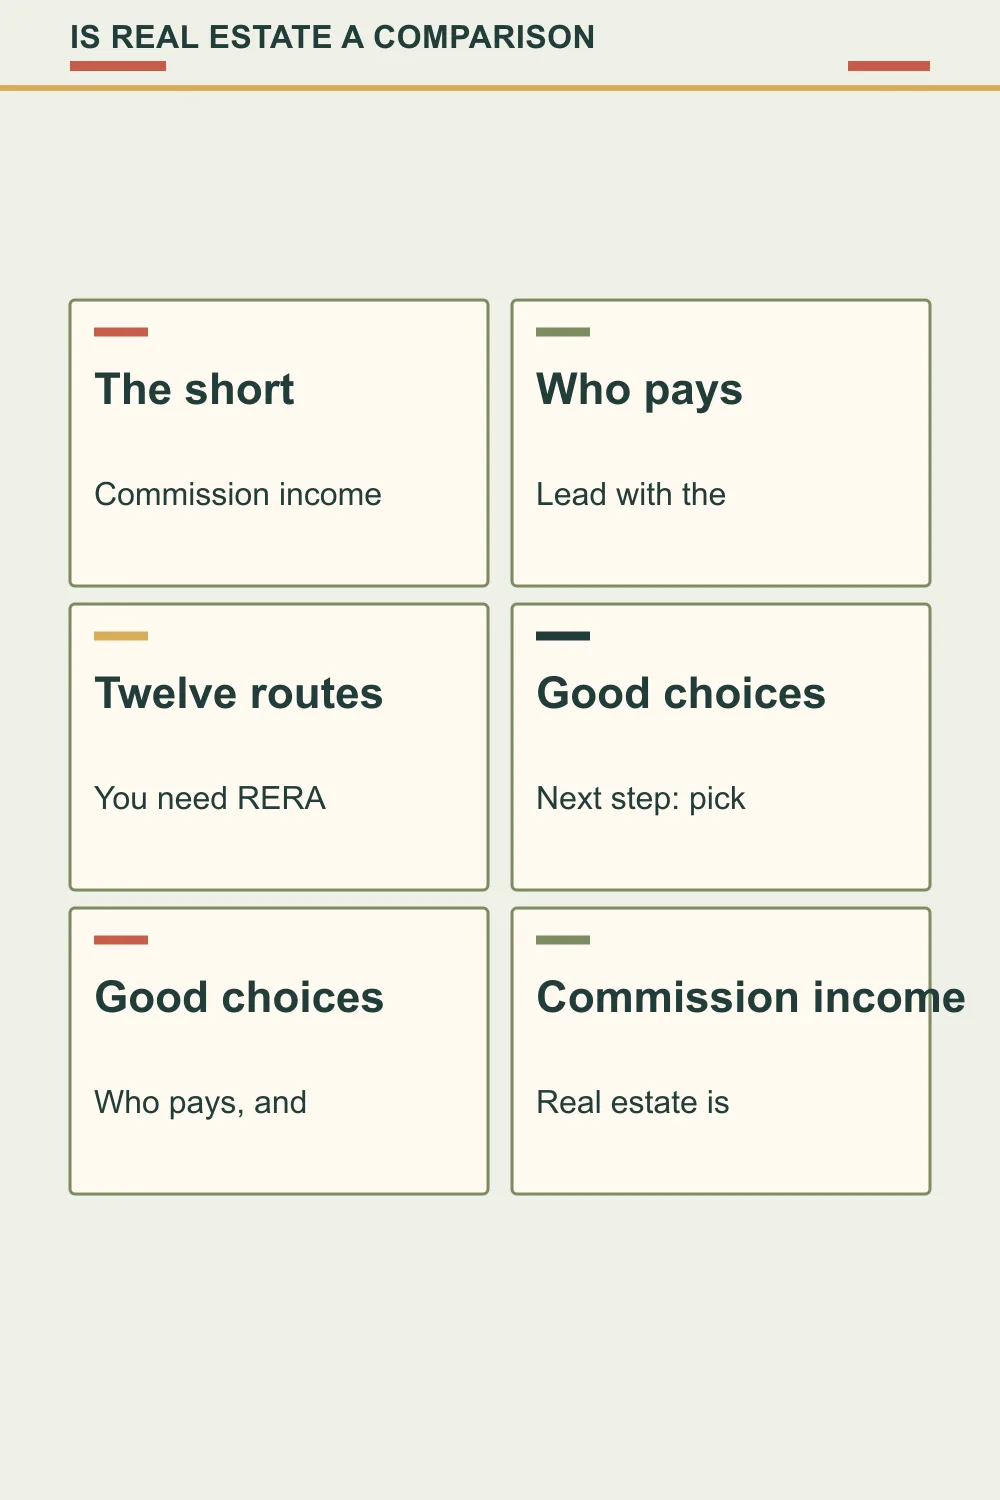 IS REAL ESTATE A COMPARISON
The short
Commission income
Who pays
Lead with the
Twelve routes
You need RERA
Good choices
Next step: pick
Good choices
Who pays, and
Commission income
Real estate is